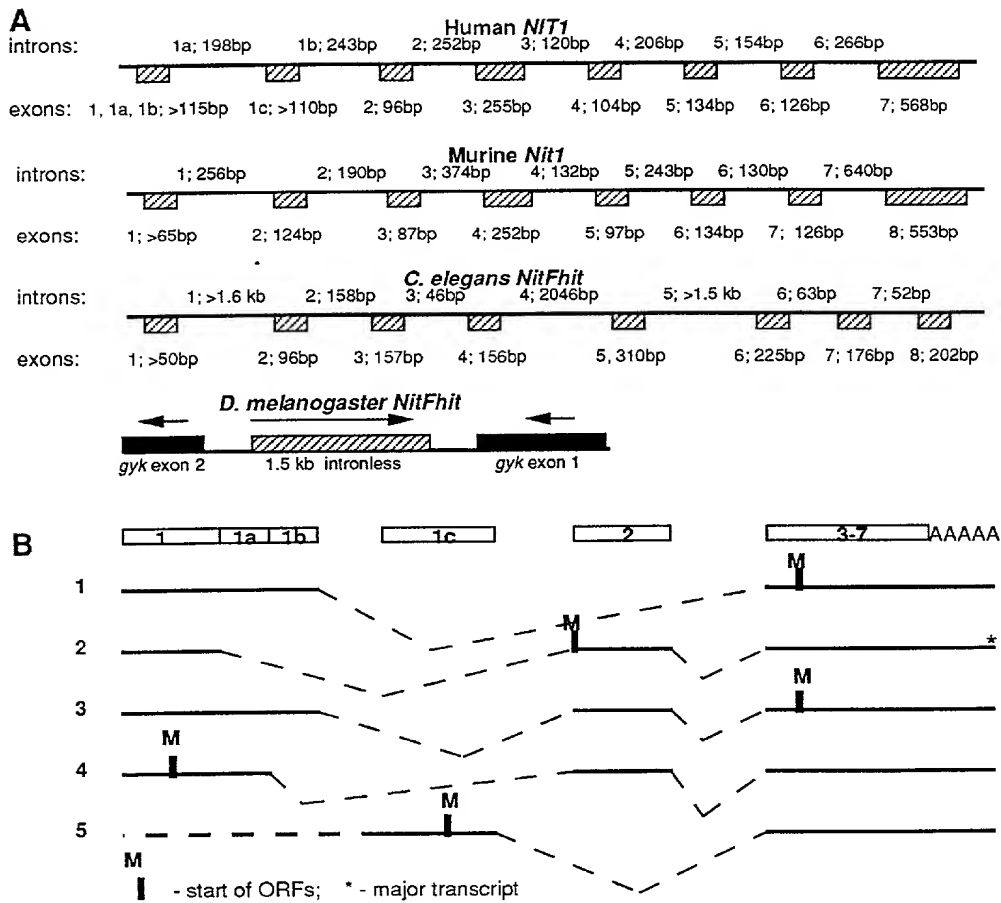 A
Human NIT1
introns: 1a; 198bp 1b; 243bp 2; 252bp 3; 120bp 4; 206bp 5; 154bp 6; 266bp
exons: 1, 1a, 1b; >115bp 1c; >110bp 2; 96bp 3; 255bp 4; 104bp 5; 134bp 6; 126bp 7; 568bp
Murine Nit1
introns: 1; 256bp 2; 190bp 3; 374bp 4; 132bp 5; 243bp 6; 130bp 7; 640bp
exons: 1; >65bp 2; 124bp 3; 87bp 4; 252bp 5; 97bp 6; 134bp 7; 126bp 8; 553bp
C. elegans NitFhit
introns: 1; >1.6 kb 2; 158bp 3; 46bp 4; 2046bp 5; >1.5 kb 6; 63bp 7; 52bp
exons: 1; >50bp 2; 96bp 3; 157bp 4; 156bp 5, 310bp 6; 225bp 7; 176bp 8; 202bp
D. melanogaster NitFhit
gyk exon 2 1.5 kb intronless gyk exon 1
B
1 1a 1b 1c 2 3-7 AAAAA
1 M
2 M *
3 M
4 M
5 M
M - start of ORFs; * - major transcript